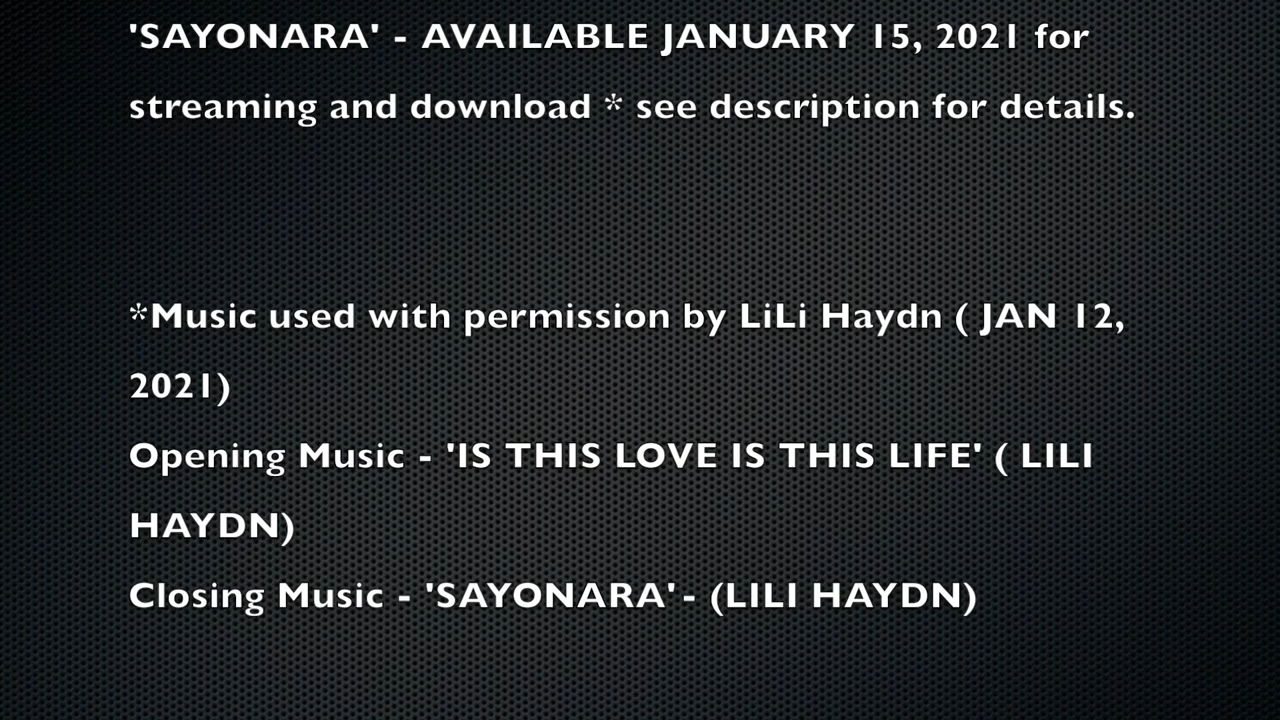 'SAYONARA' - AVAILABLE JANUARY 15, 2021 for
streaming and download * see description for details.
*Music used with permission by LiLi Haydn ( JAN 12,
2021)
Opening Music - 'IS THIS LOVE IS THIS LIFE' ( LILI
HAYDN)
Closing Music - 'SAYONARA' - (LILI HAYDN)